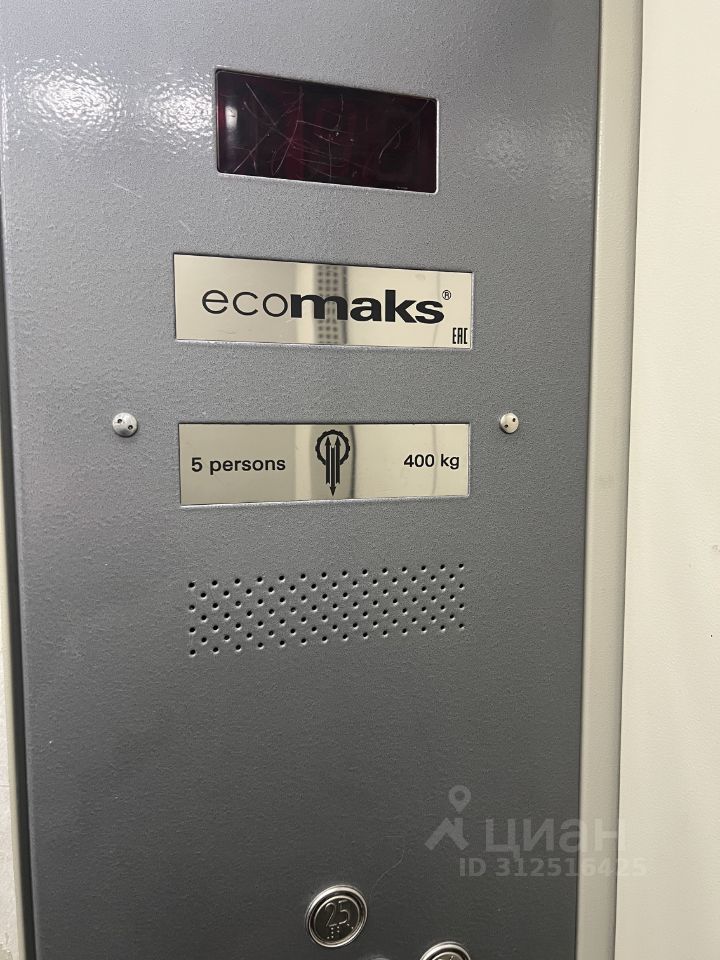 ecomaks®
EAC
5 persons
400 kg
циан
ID 312516425
25